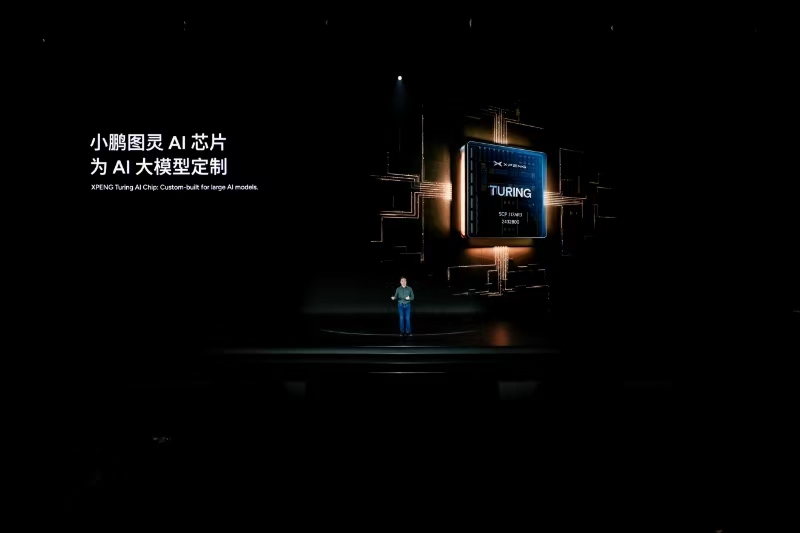 小鹏图灵 AI 芯片
为 AI 大模型定制
XPENG Turing AI Chip: Custom-built for large AI models.
XPENG
TURING